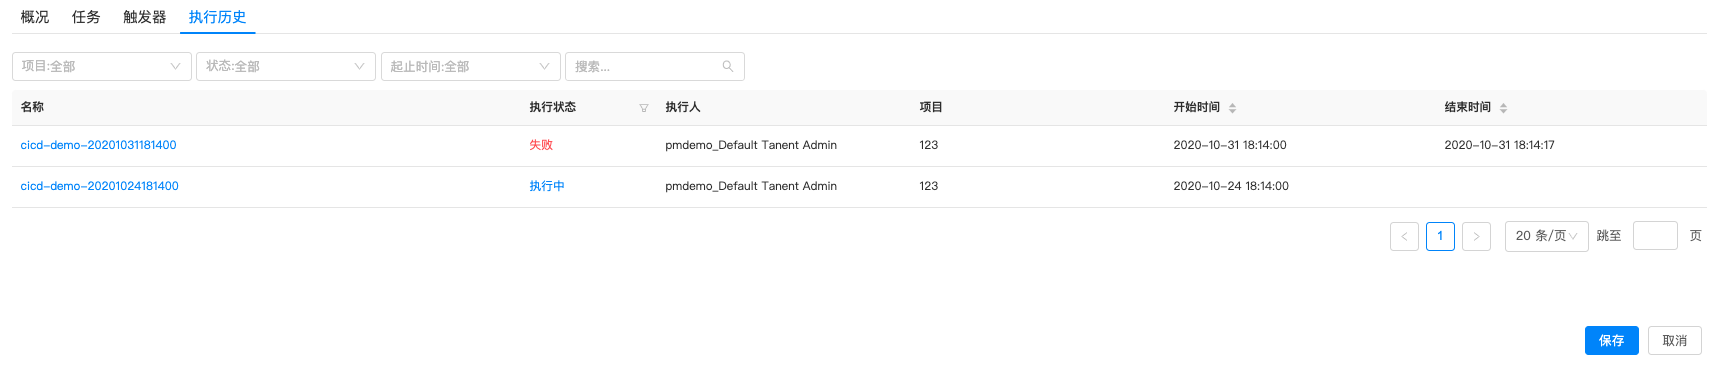 概况 任务 触发器 执行历史
项目:全部 状态:全部 起止时间:全部 搜索...
名称 执行状态 执行人 项目 开始时间 结束时间
cicd-demo-20201031181400 失败 pmdemo_Default Tanent Admin 123 2020-10-31 18:14:00 2020-10-31 18:14:17
cicd-demo-20201024181400 执行中 pmdemo_Default Tanent Admin 123 2020-10-24 18:14:00
< 1 > 20 条/页 跳至 页
保存 取消